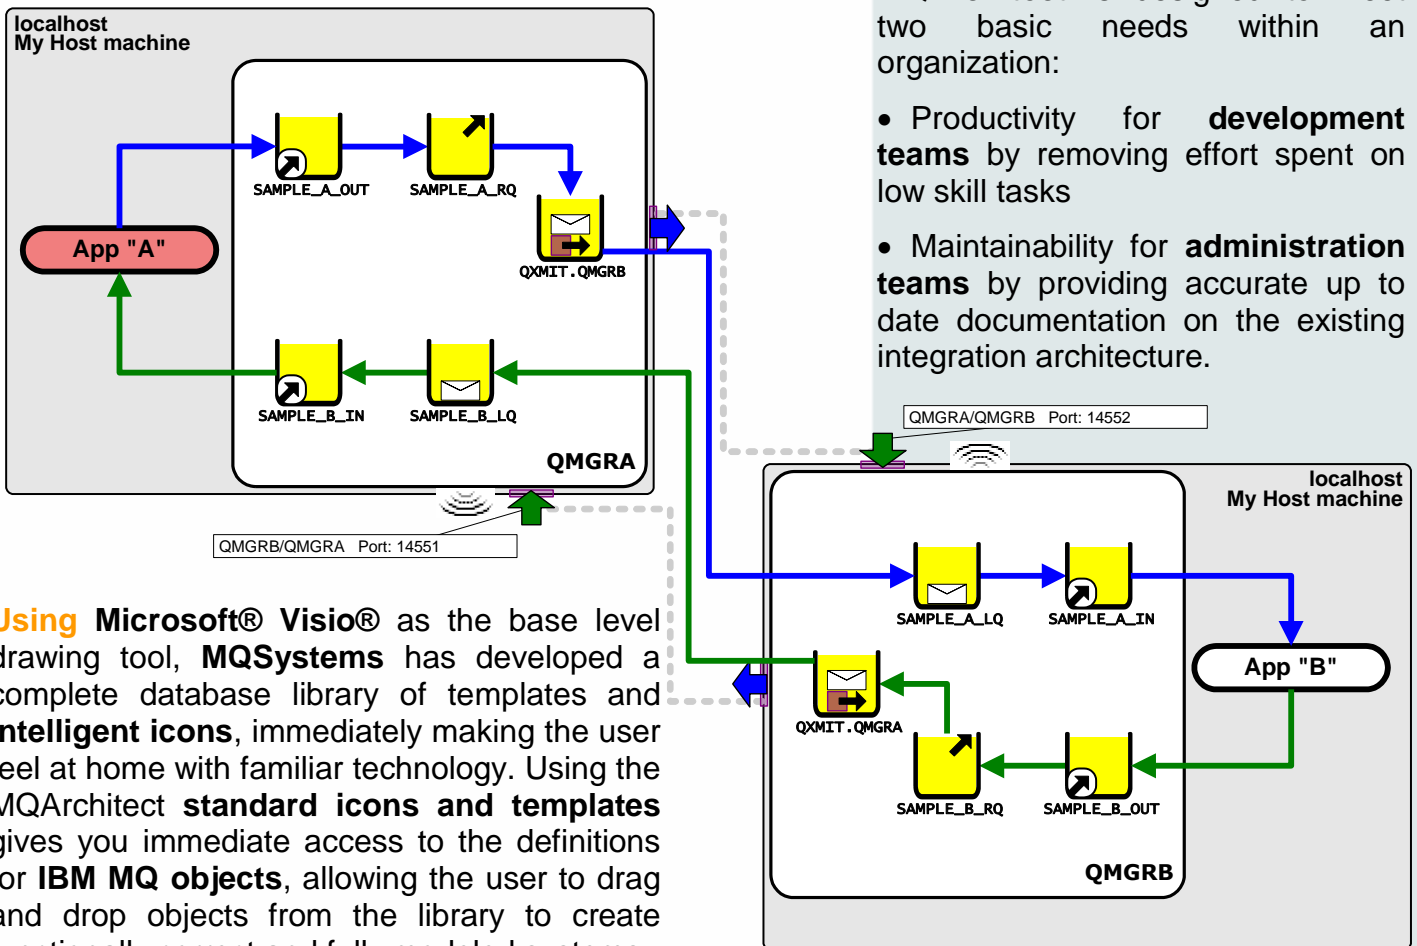 localhost
My Host machine
SAMPLE_A_OUT
SAMPLE_A_RQ
QXMIT.QMGRB
App "A"
SAMPLE_B_IN
SAMPLE_B_LQ
QMGRA
QMGRB/QMGRA Port: 14551
two basic needs within an
organization:
• Productivity for development
teams by removing effort spent on
low skill tasks
• Maintainability for administration
teams by providing accurate up to
date documentation on the existing
integration architecture.
QMGRA/QMGRB Port: 14552
localhost
My Host machine
SAMPLE_A_LQ
SAMPLE_A_IN
App "B"
QXMIT.QMGRA
SAMPLE_B_RQ
SAMPLE_B_OUT
QMGRB
Using Microsoft® Visio® as the base level
drawing tool, MQSystems has developed a
complete database library of templates and
intelligent icons, immediately making the user
feel at home with familiar technology. Using the
MQArchitect standard icons and templates
gives you immediate access to the definitions
for IBM MQ objects, allowing the user to drag
and drop objects from the library to create